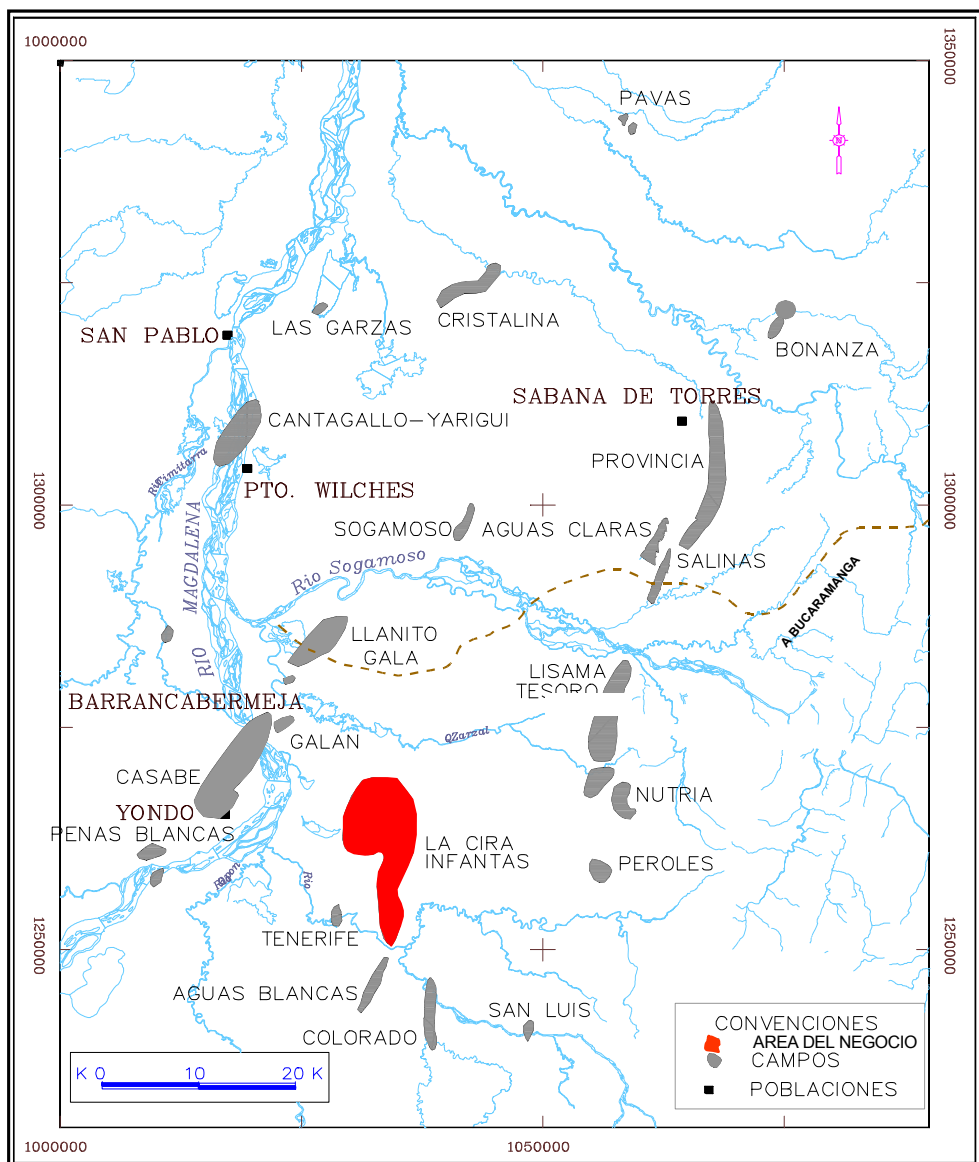 1000000
1350000
PAVAS
N
LAS GARZAS
CRISTALINA
SAN PABLO
BONANZA
SABANA DE TORRES
CANTAGALLO-YARIGUI
PROVINCIA
PTO. WILCHES
1300000
1300000
SOGAMOSO
AGUAS CLARAS
SALINAS
Rio Sogamoso
RIO MAGDALENA
A BUCARAMANGA
LLANITO
GALA
LISAMA
TESORO
BARRANCABERMEJA
GALAN
QZarzal
CASABE
NUTRIA
YONDO
PENAS BLANCAS
LA CIRA
INFANTAS
PEROLES
Rio
TENERIFE
1250000
1250000
AGUAS BLANCAS
SAN LUIS
COLORADO
CONVENCIONES
AREA DEL NEGOCIO
CAMPOS
POBLACIONES
K 0 10 20 K
1000000
1050000